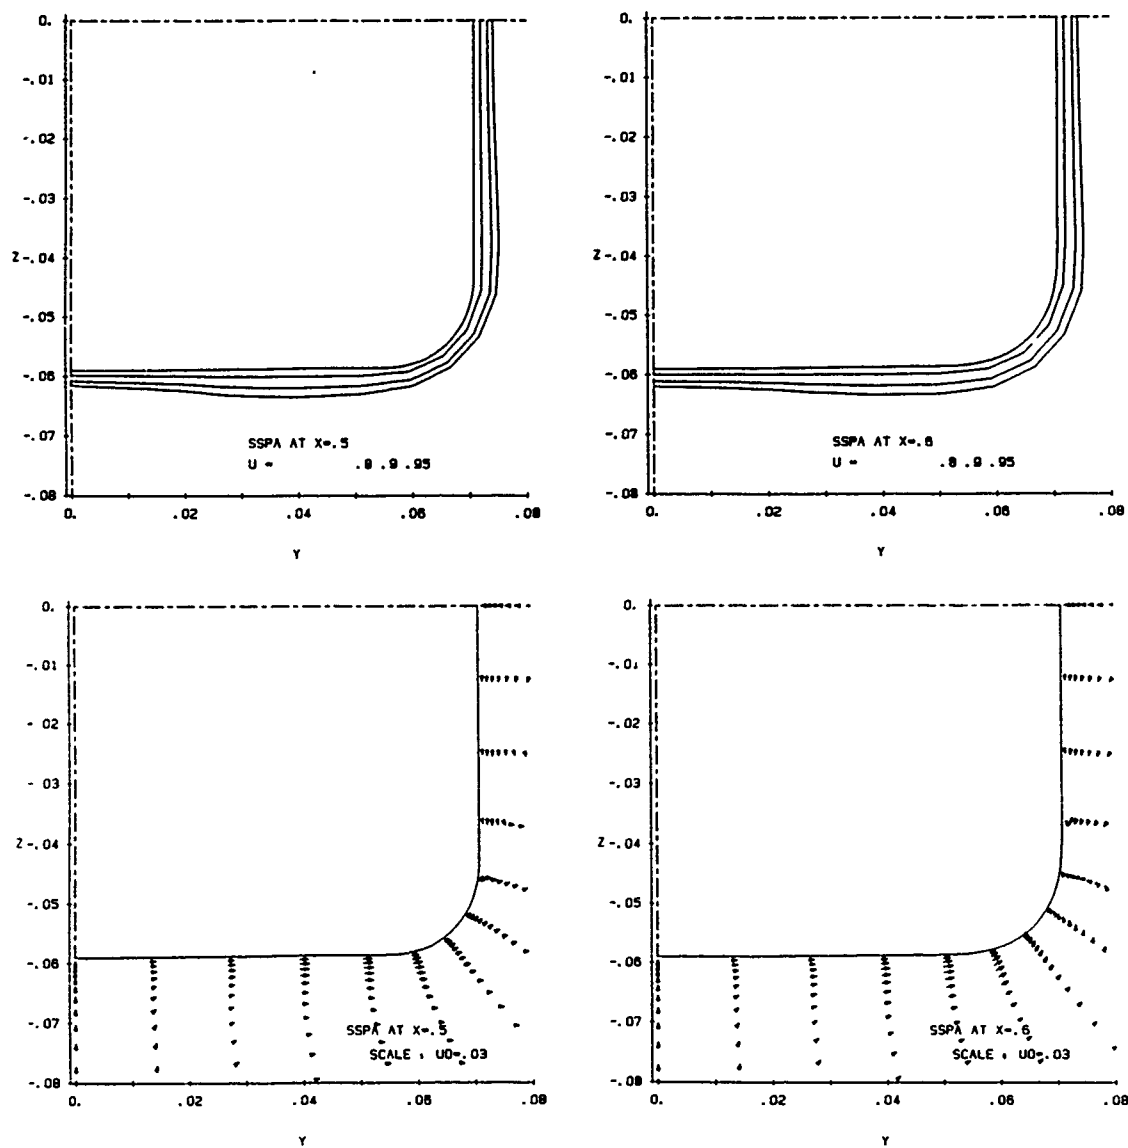 0.
-.01
-.02
-.03
Z -.04
-.05
-.06
-.07
-.08
0. .02 .04 .06 .08
Y
SSPA AT X=.5
U = .8 .9 .95
0.
-.01
-.02
-.03
Z -.04
-.05
-.06
-.07
-.08
0. .02 .04 .06 .08
Y
SSPA AT X=.6
U = .8 .9 .95
0.
-.01
-.02
-.03
Z -.04
-.05
-.06
-.07
-.08
0. .02 .04 .06 .08
Y
SSPA AT X=.5
SCALE : U0=.03
0.
-.01
-.02
-.03
Z -.04
-.05
-.06
-.07
-.08
0. .02 .04 .06 .08
Y
SSPA AT X=.6
SCALE : U0=.03